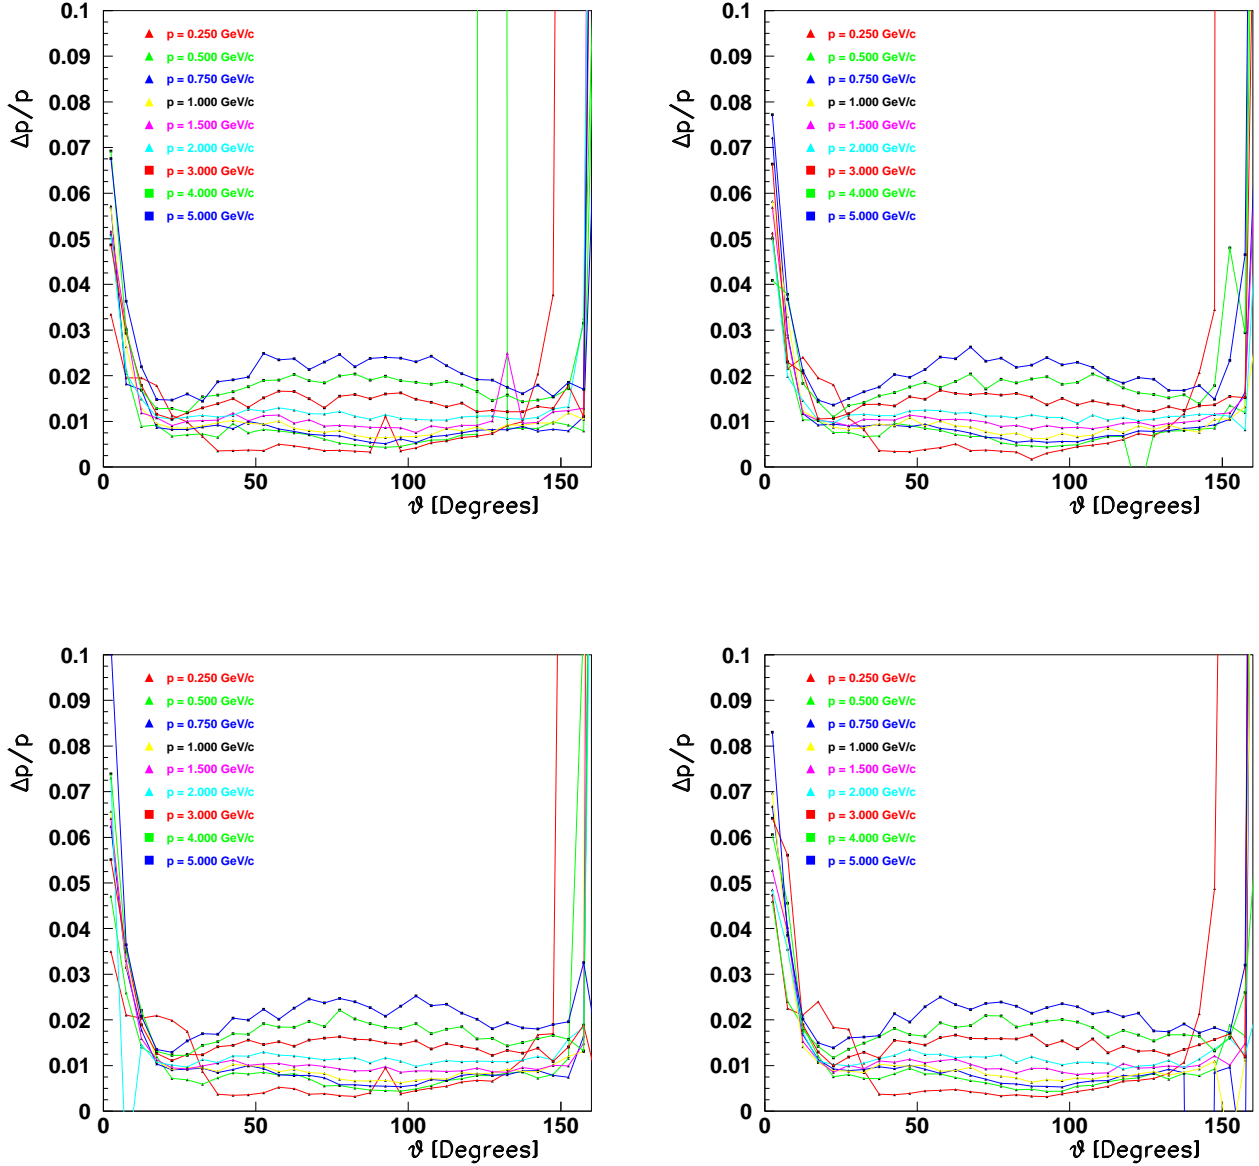 Δp/p
0.1
0.09
0.08
0.07
0.06
0.05
0.04
0.03
0.02
0.01
0
p = 0.250 GeV/c
p = 0.500 GeV/c
p = 0.750 GeV/c
p = 1.000 GeV/c
p = 1.500 GeV/c
p = 2.000 GeV/c
p = 3.000 GeV/c
p = 4.000 GeV/c
p = 5.000 GeV/c
0 50 100 150
ϑ [Degrees]
Δp/p
0.1
0.09
0.08
0.07
0.06
0.05
0.04
0.03
0.02
0.01
0
p = 0.250 GeV/c
p = 0.500 GeV/c
p = 0.750 GeV/c
p = 1.000 GeV/c
p = 1.500 GeV/c
p = 2.000 GeV/c
p = 3.000 GeV/c
p = 4.000 GeV/c
p = 5.000 GeV/c
0 50 100 150
ϑ [Degrees]
Δp/p
0.1
0.09
0.08
0.07
0.06
0.05
0.04
0.03
0.02
0.01
0
p = 0.250 GeV/c
p = 0.500 GeV/c
p = 0.750 GeV/c
p = 1.000 GeV/c
p = 1.500 GeV/c
p = 2.000 GeV/c
p = 3.000 GeV/c
p = 4.000 GeV/c
p = 5.000 GeV/c
0 50 100 150
ϑ [Degrees]
Δp/p
0.1
0.09
0.08
0.07
0.06
0.05
0.04
0.03
0.02
0.01
0
p = 0.250 GeV/c
p = 0.500 GeV/c
p = 0.750 GeV/c
p = 1.000 GeV/c
p = 1.500 GeV/c
p = 2.000 GeV/c
p = 3.000 GeV/c
p = 4.000 GeV/c
p = 5.000 GeV/c
0 50 100 150
ϑ [Degrees]